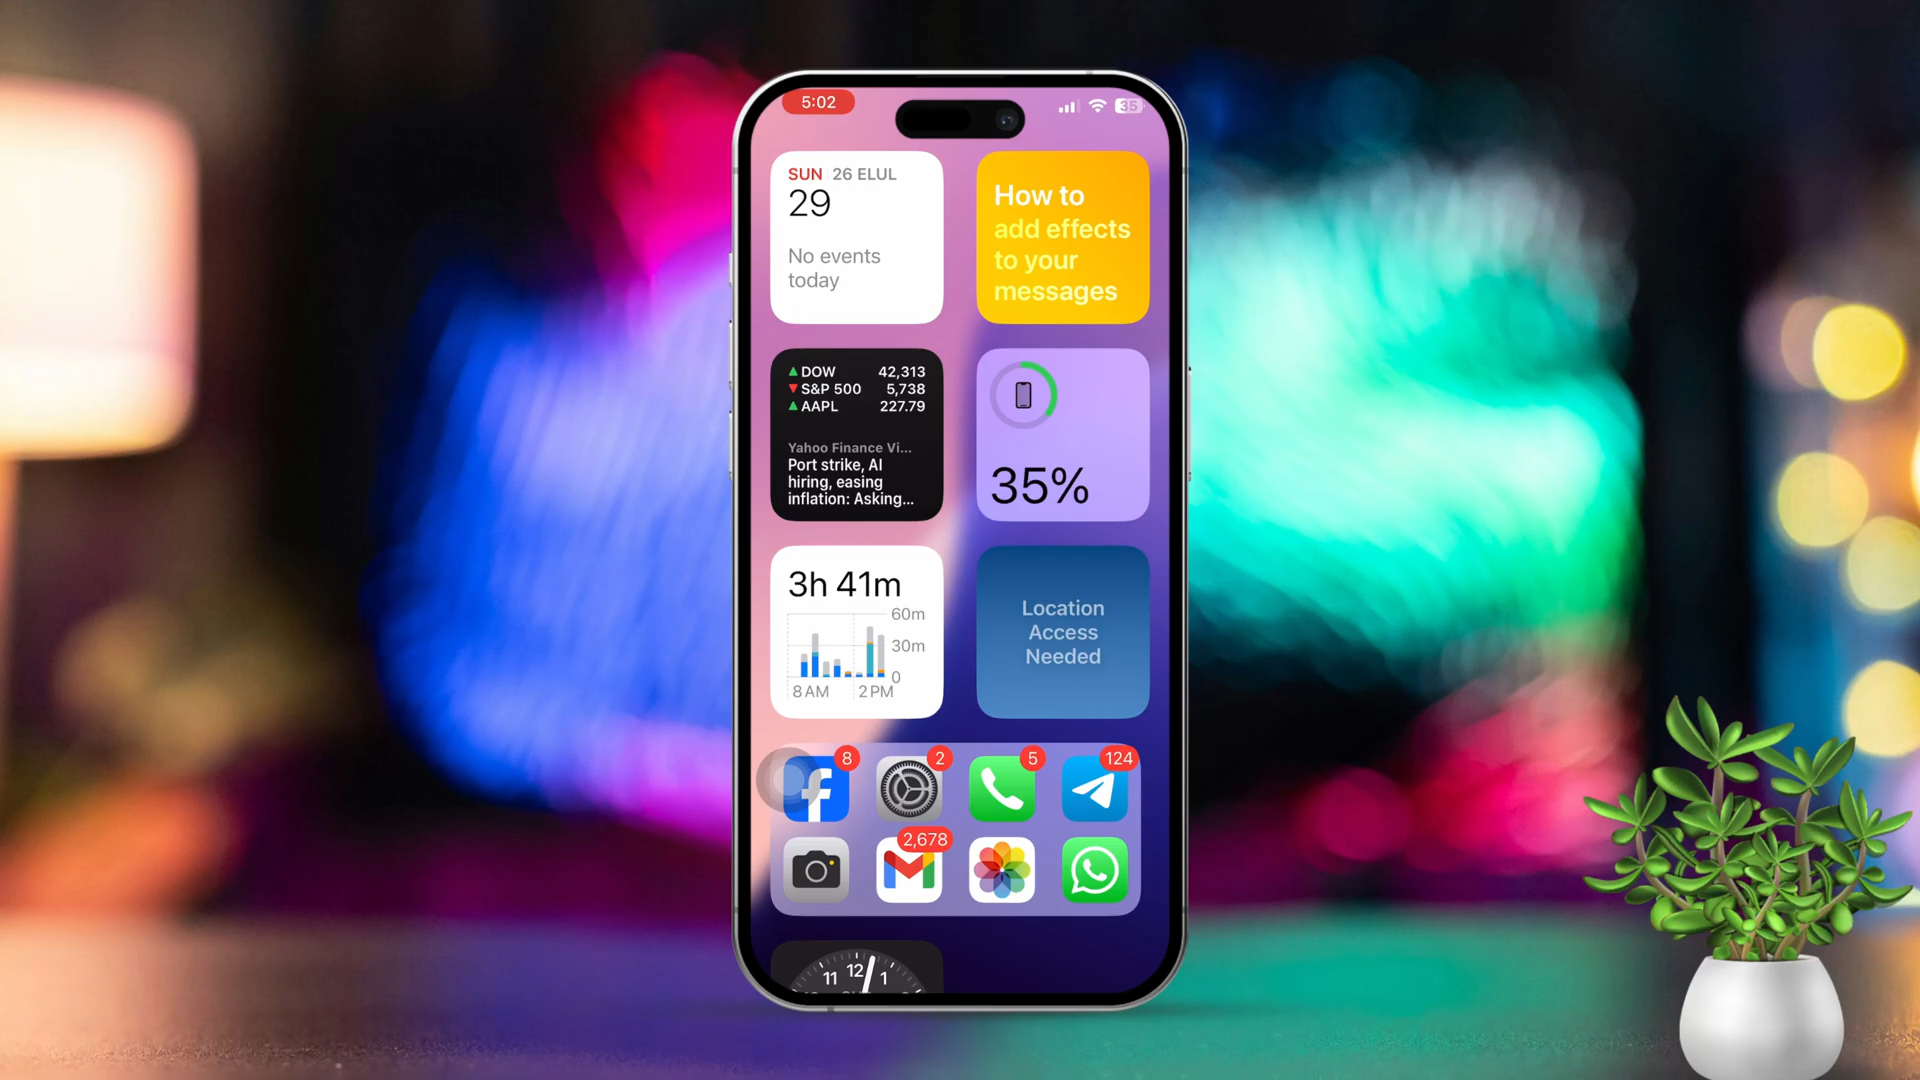 5:02
35
SUN 26 ELUL
29
No events
today
How to
add effects
to your
messages
DOW 42,313
S&P 500 5,738
AAPL 227.79
Yahoo Finance Vi...
Port strike, AI
hiring, easing
inflation: Asking...
35%
3h 41m
60m
30m
0
8 AM 2 PM
Location
Access
Needed
8
2
5
124
2,678
11 12 1